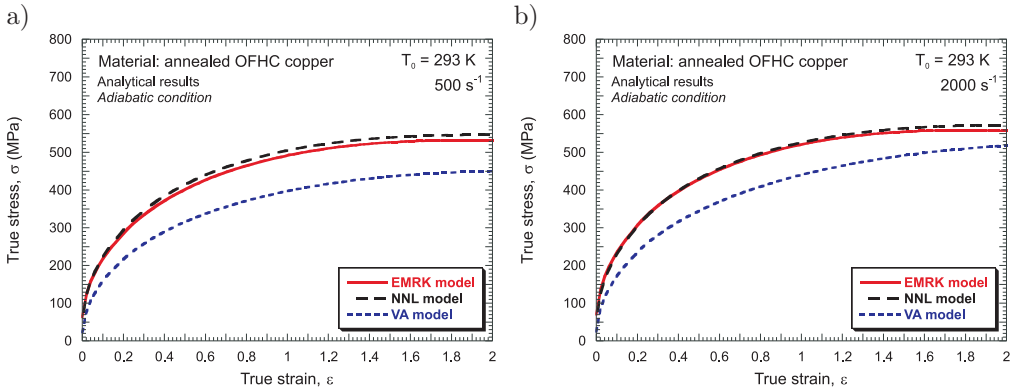 a)
800
700
600
500
400
300
200
100
0
True stress, σ (MPa)
Material: annealed OFHC copper
Analytical results
Adiabatic condition
T0 = 293 K
500 s-1
EMRK model
NNL model
VA model
0 0.2 0.4 0.6 0.8 1 1.2 1.4 1.6 1.8 2
True strain, ε
b)
800
700
600
500
400
300
200
100
0
True stress, σ (MPa)
Material: annealed OFHC copper
Analytical results
Adiabatic condition
T0 = 293 K
2000 s-1
EMRK model
NNL model
VA model
0 0.2 0.4 0.6 0.8 1 1.2 1.4 1.6 1.8 2
True strain, ε